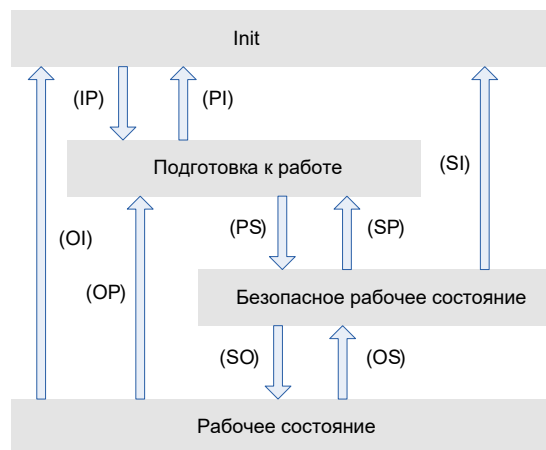 Init
(IP)
(PI)
Подготовка к работе
(SI)
(OI)
(OP)
(PS)
(SP)
Безопасное рабочее состояние
(SO)
(OS)
Рабочее состояние